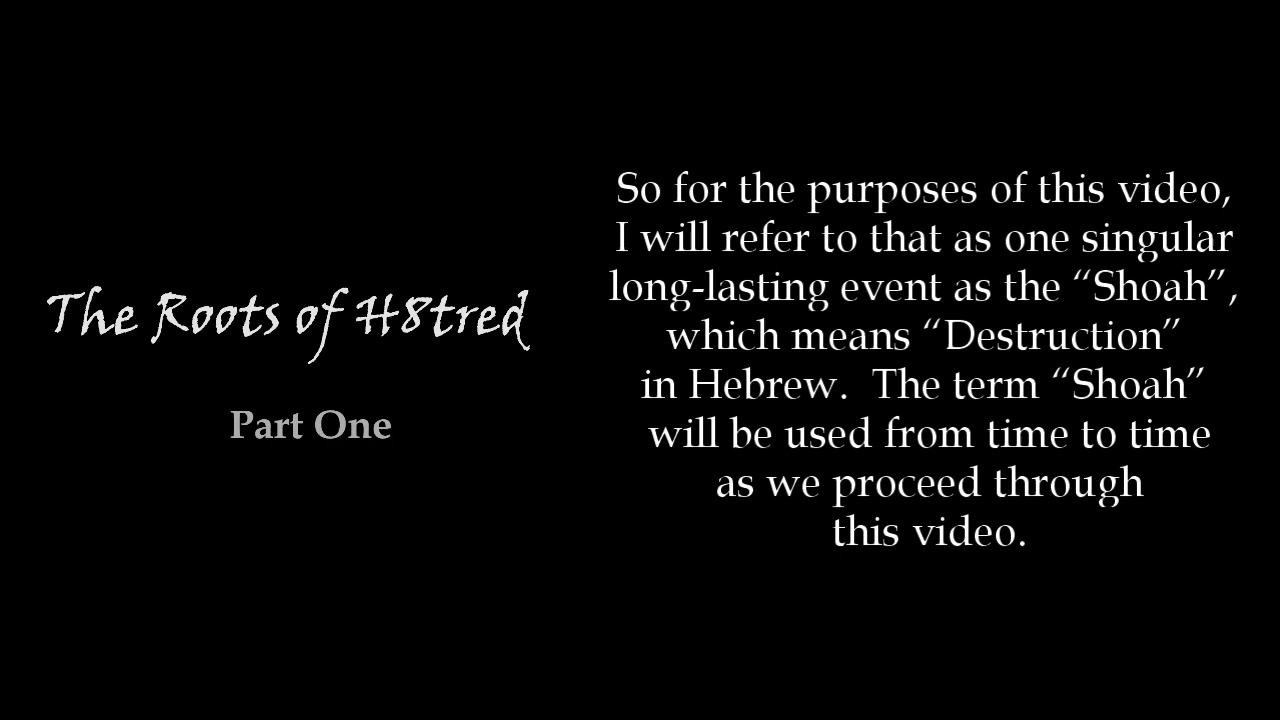 The Roots of H8tred
Part One
So for the purposes of this video,
I will refer to that as one singular
long-lasting event as the “Shoah”,
which means “Destruction”
in Hebrew.  The term “Shoah”
will be used from time to time
as we proceed through
this video.